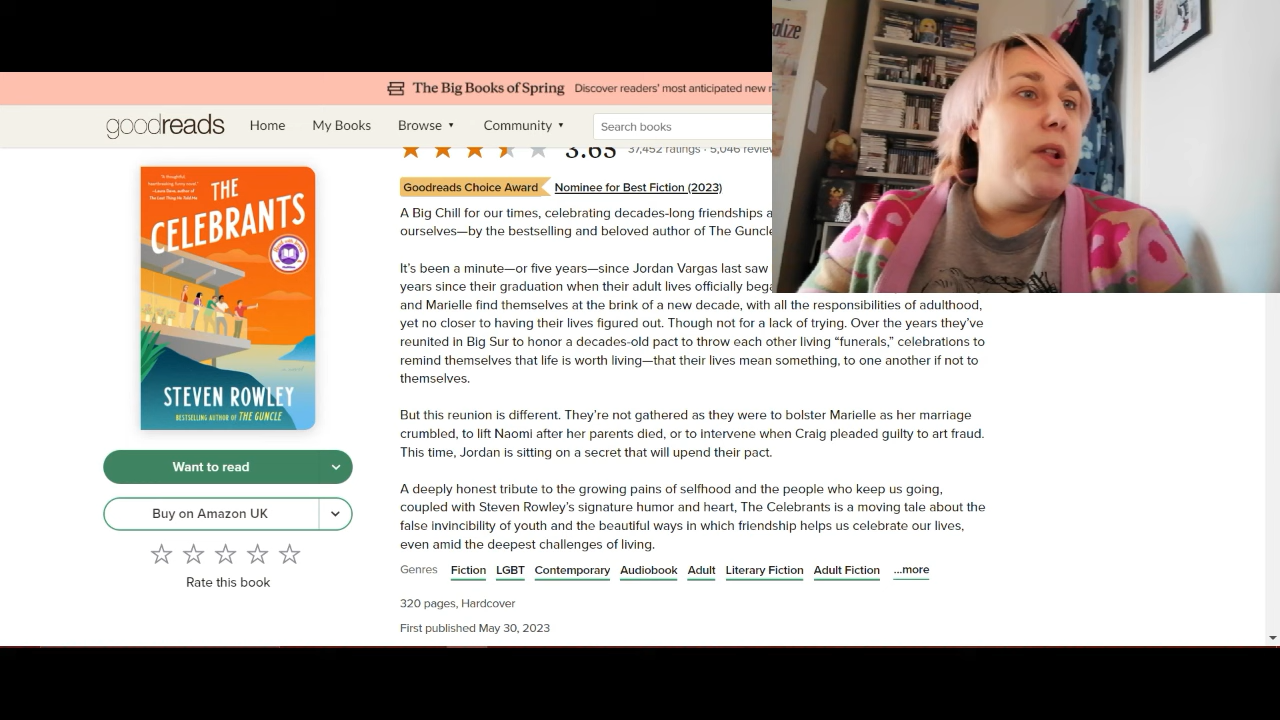 The Big Books of Spring Discover readers' most anticipated new
goodreads Home My Books Browse Community Search books
3.65 37,452 ratings · 5,046
Goodreads Choice Award Nominee for Best Fiction (2023)
A Big Chill for our times, celebrating decades-long friendships
ourselves—by the bestselling and beloved author of The Guncle
It's been a minute—or five years—since Jordan Vargas last saw
years since their graduation when their adult lives officially
and Marielle find themselves at the brink of a new decade, with all the responsibilities of adulthood,
yet no closer to having their lives figured out. Though not for a lack of trying. Over the years they've
reunited in Big Sur to honor a decades-old pact to throw each other living “funerals,” celebrations to
remind themselves that life is worth living—that their lives mean something, to one another if not to
themselves.
But this reunion is different. They're not gathered as they were to bolster Marielle as her marriage
crumbled, to lift Naomi after her parents died, or to intervene when Craig pleaded guilty to art fraud.
This time, Jordan is sitting on a secret that will upend their pact.
A deeply honest tribute to the growing pains of selfhood and the people who keep us going,
coupled with Steven Rowley's signature humor and heart, The Celebrants is a moving tale about the
false invincibility of youth and the beautiful ways in which friendship helps us celebrate our lives,
even amid the deepest challenges of living.
Genres Fiction LGBT Contemporary Audiobook Adult Literary Fiction Adult Fiction ...more
320 pages, Hardcover
First published May 30, 2023
THE
CELEBRANTS
a novel
STEVEN ROWLEY
BESTSELLING AUTHOR OF THE GUNCLE
Want to read
Buy on Amazon UK
Rate this book